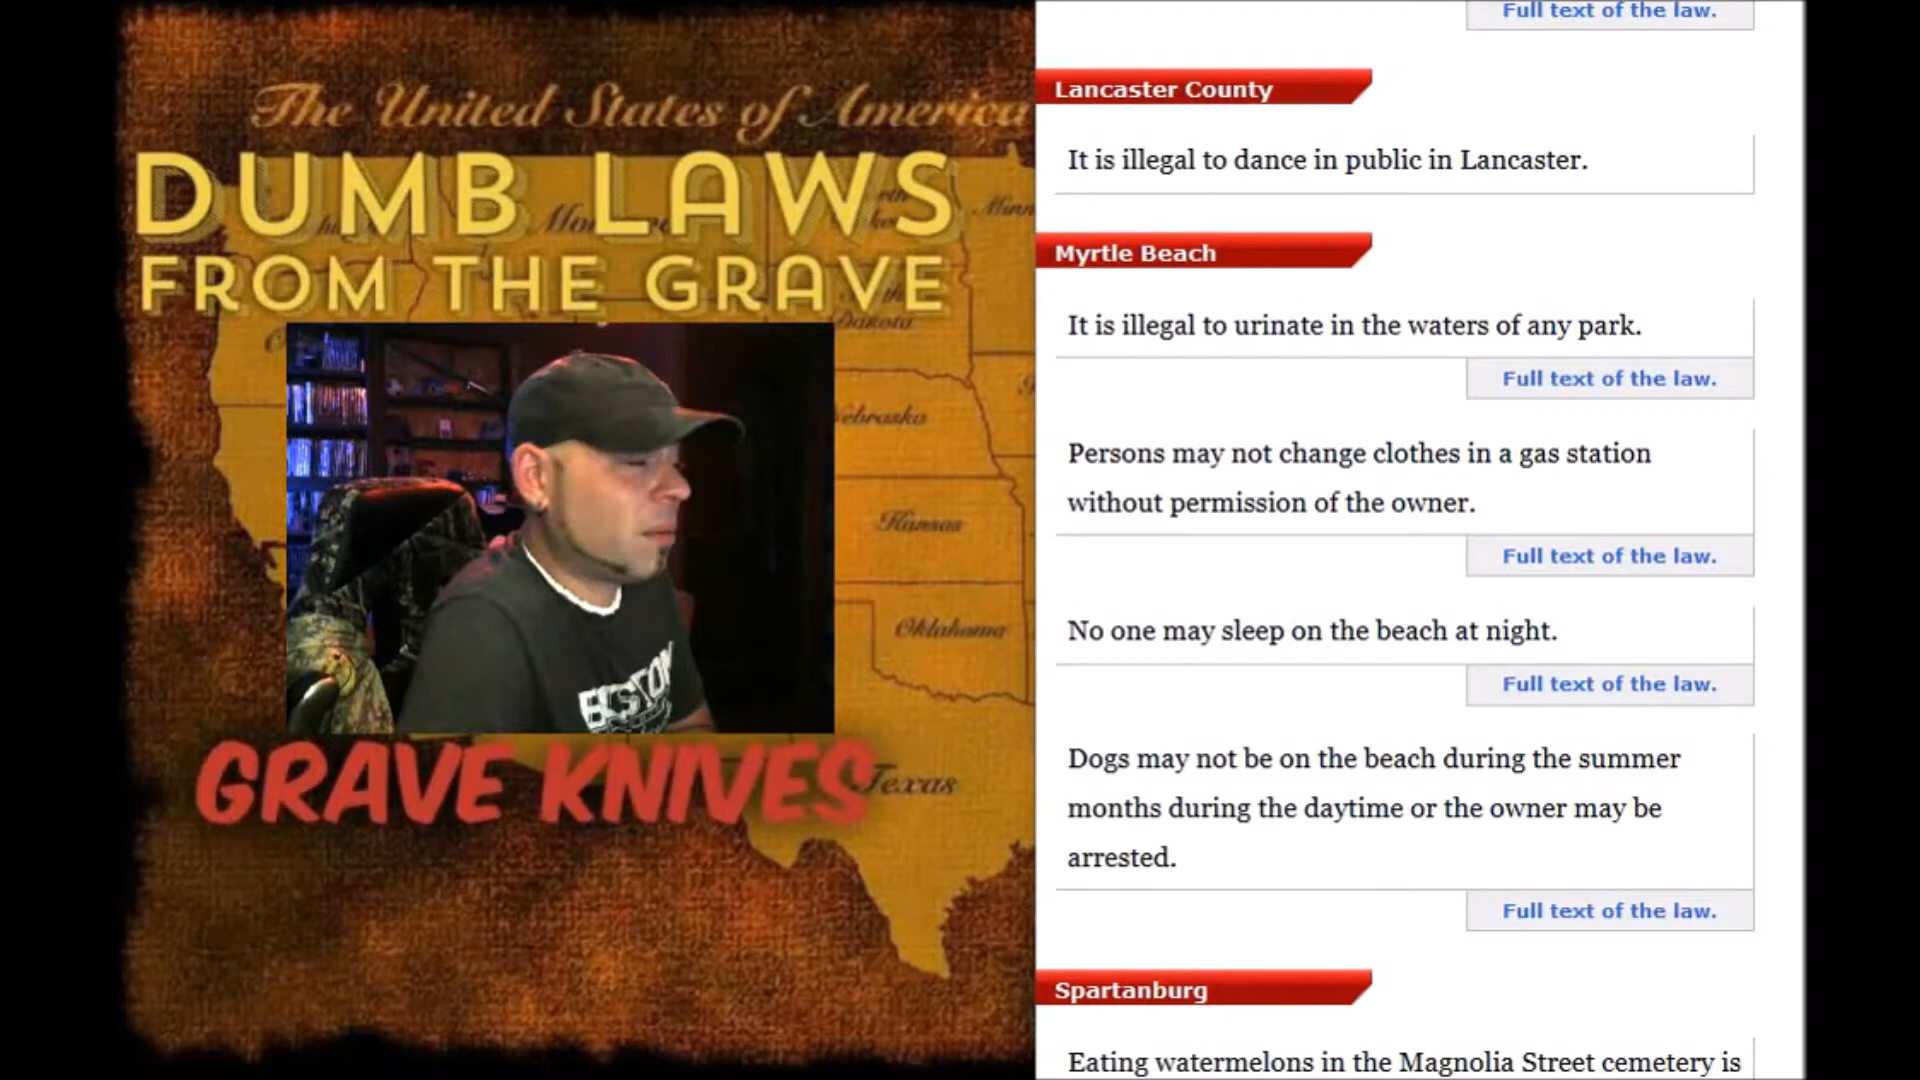 The United States of America
DUMB LAWS
FROM THE GRAVE
Dakota
Nebraska
Kansas
Oklahoma
BOSTON
GRAVE KNIVES
Texas
Full text of the law.
Lancaster County
It is illegal to dance in public in Lancaster.
Myrtle Beach
It is illegal to urinate in the waters of any park.
Full text of the law.
Persons may not change clothes in a gas station
without permission of the owner.
Full text of the law.
No one may sleep on the beach at night.
Full text of the law.
Dogs may not be on the beach during the summer
months during the daytime or the owner may be
arrested.
Full text of the law.
Spartanburg
Eating watermelons in the Magnolia Street cemetery is